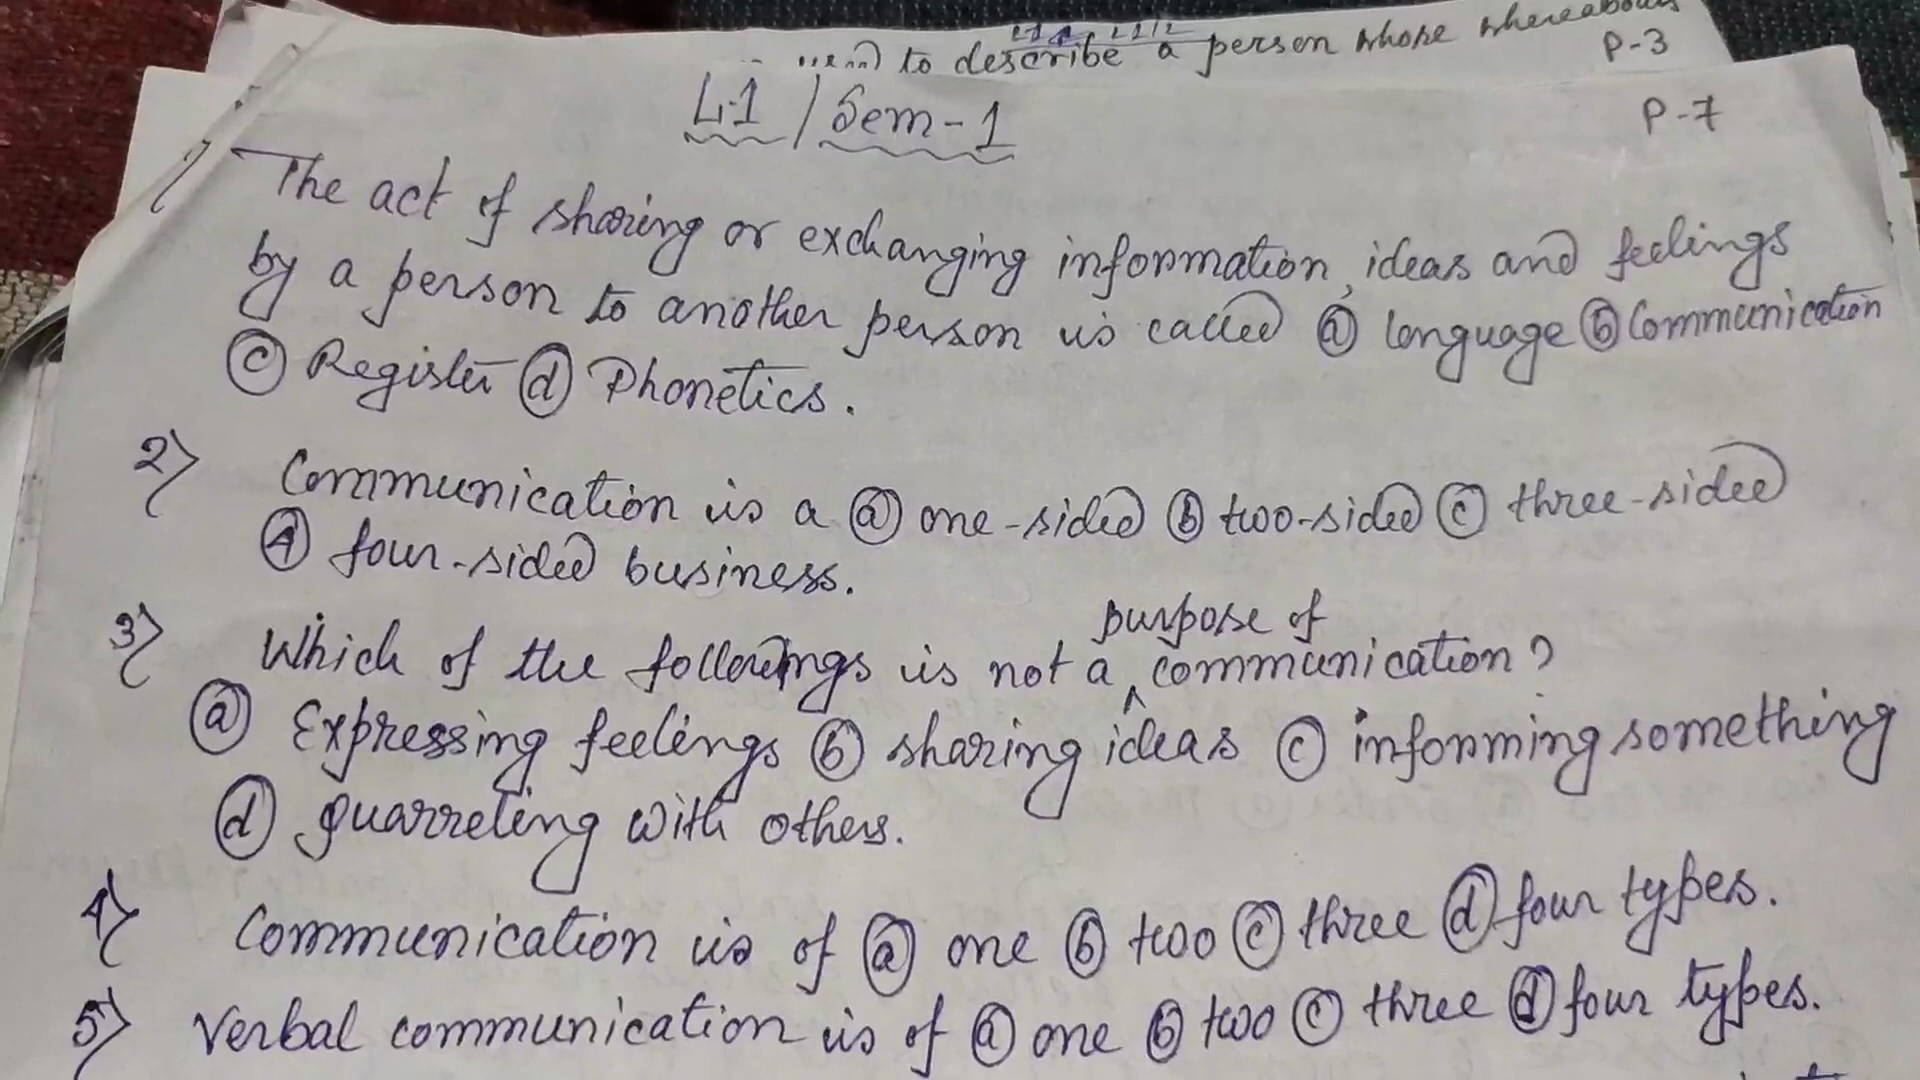 to describe a person whose whereabouts
P-3
L-1 / Sem-1
P-7
1) The act of sharing or exchanging information, ideas and feelings
by a person to another person is called (a) language (b) Communication
(c) Register (d) Phonetics.
2) Communication is a (a) one-sided (b) two-sided (c) three-sided
(d) four-sided business.
purpose of
3) Which of the followings is not a ^ communication?
(a) Expressing feelings (b) sharing ideas (c) informing something
(d) quarreling with others.
4) Communication is of (a) one (b) two (c) three (d) four types.
5) Verbal communication is of (a) one (b) two (c) three (d) four types.